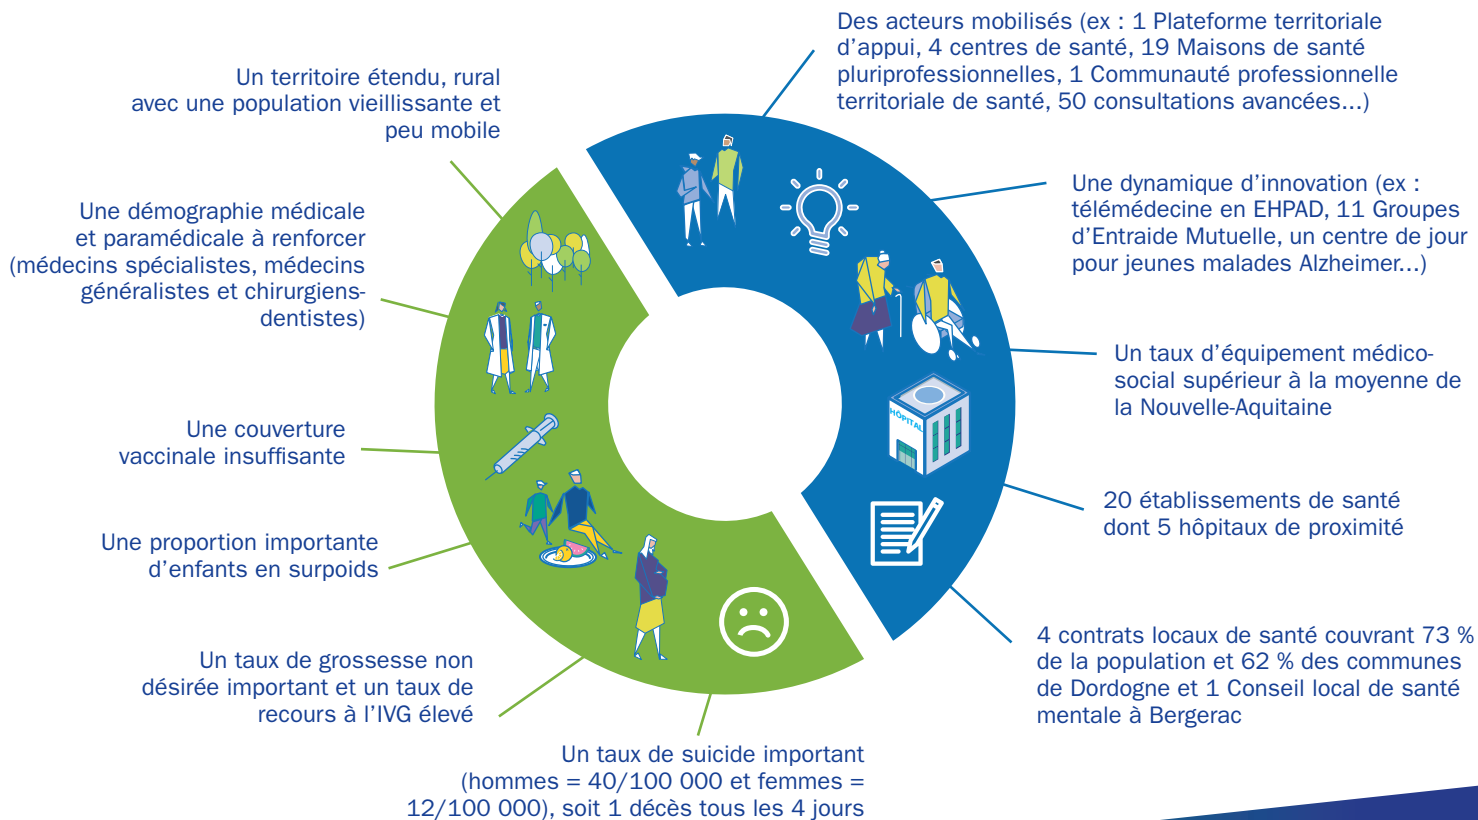 Des acteurs mobilisés (ex : 1 Plateforme territoriale
d’appui, 4 centres de santé, 19 Maisons de santé
pluriprofessionnelles, 1 Communauté professionnelle
territoriale de santé, 50 consultations avancées...)
Un territoire étendu, rural
avec une population vieillissante et
peu mobile
Une dynamique d’innovation (ex :
télémédecine en EHPAD, 11 Groupes
d’Entraide Mutuelle, un centre de jour
pour jeunes malades Alzheimer...)
Une démographie médicale
et paramédicale à renforcer
(médecins spécialistes, médecins
généralistes et chirurgiens-
dentistes)
Un taux d’équipement médico-
social supérieur à la moyenne de
la Nouvelle-Aquitaine
HÔPITAL
Une couverture
vaccinale insuffisante
20 établissements de santé
dont 5 hôpitaux de proximité
Une proportion importante
d’enfants en surpoids
4 contrats locaux de santé couvrant 73 %
de la population et 62 % des communes
de Dordogne et 1 Conseil local de santé
mentale à Bergerac
Un taux de grossesse non
désirée important et un taux de
recours à l’IVG élevé
Un taux de suicide important
(hommes = 40/100 000 et femmes =
12/100 000), soit 1 décès tous les 4 jours